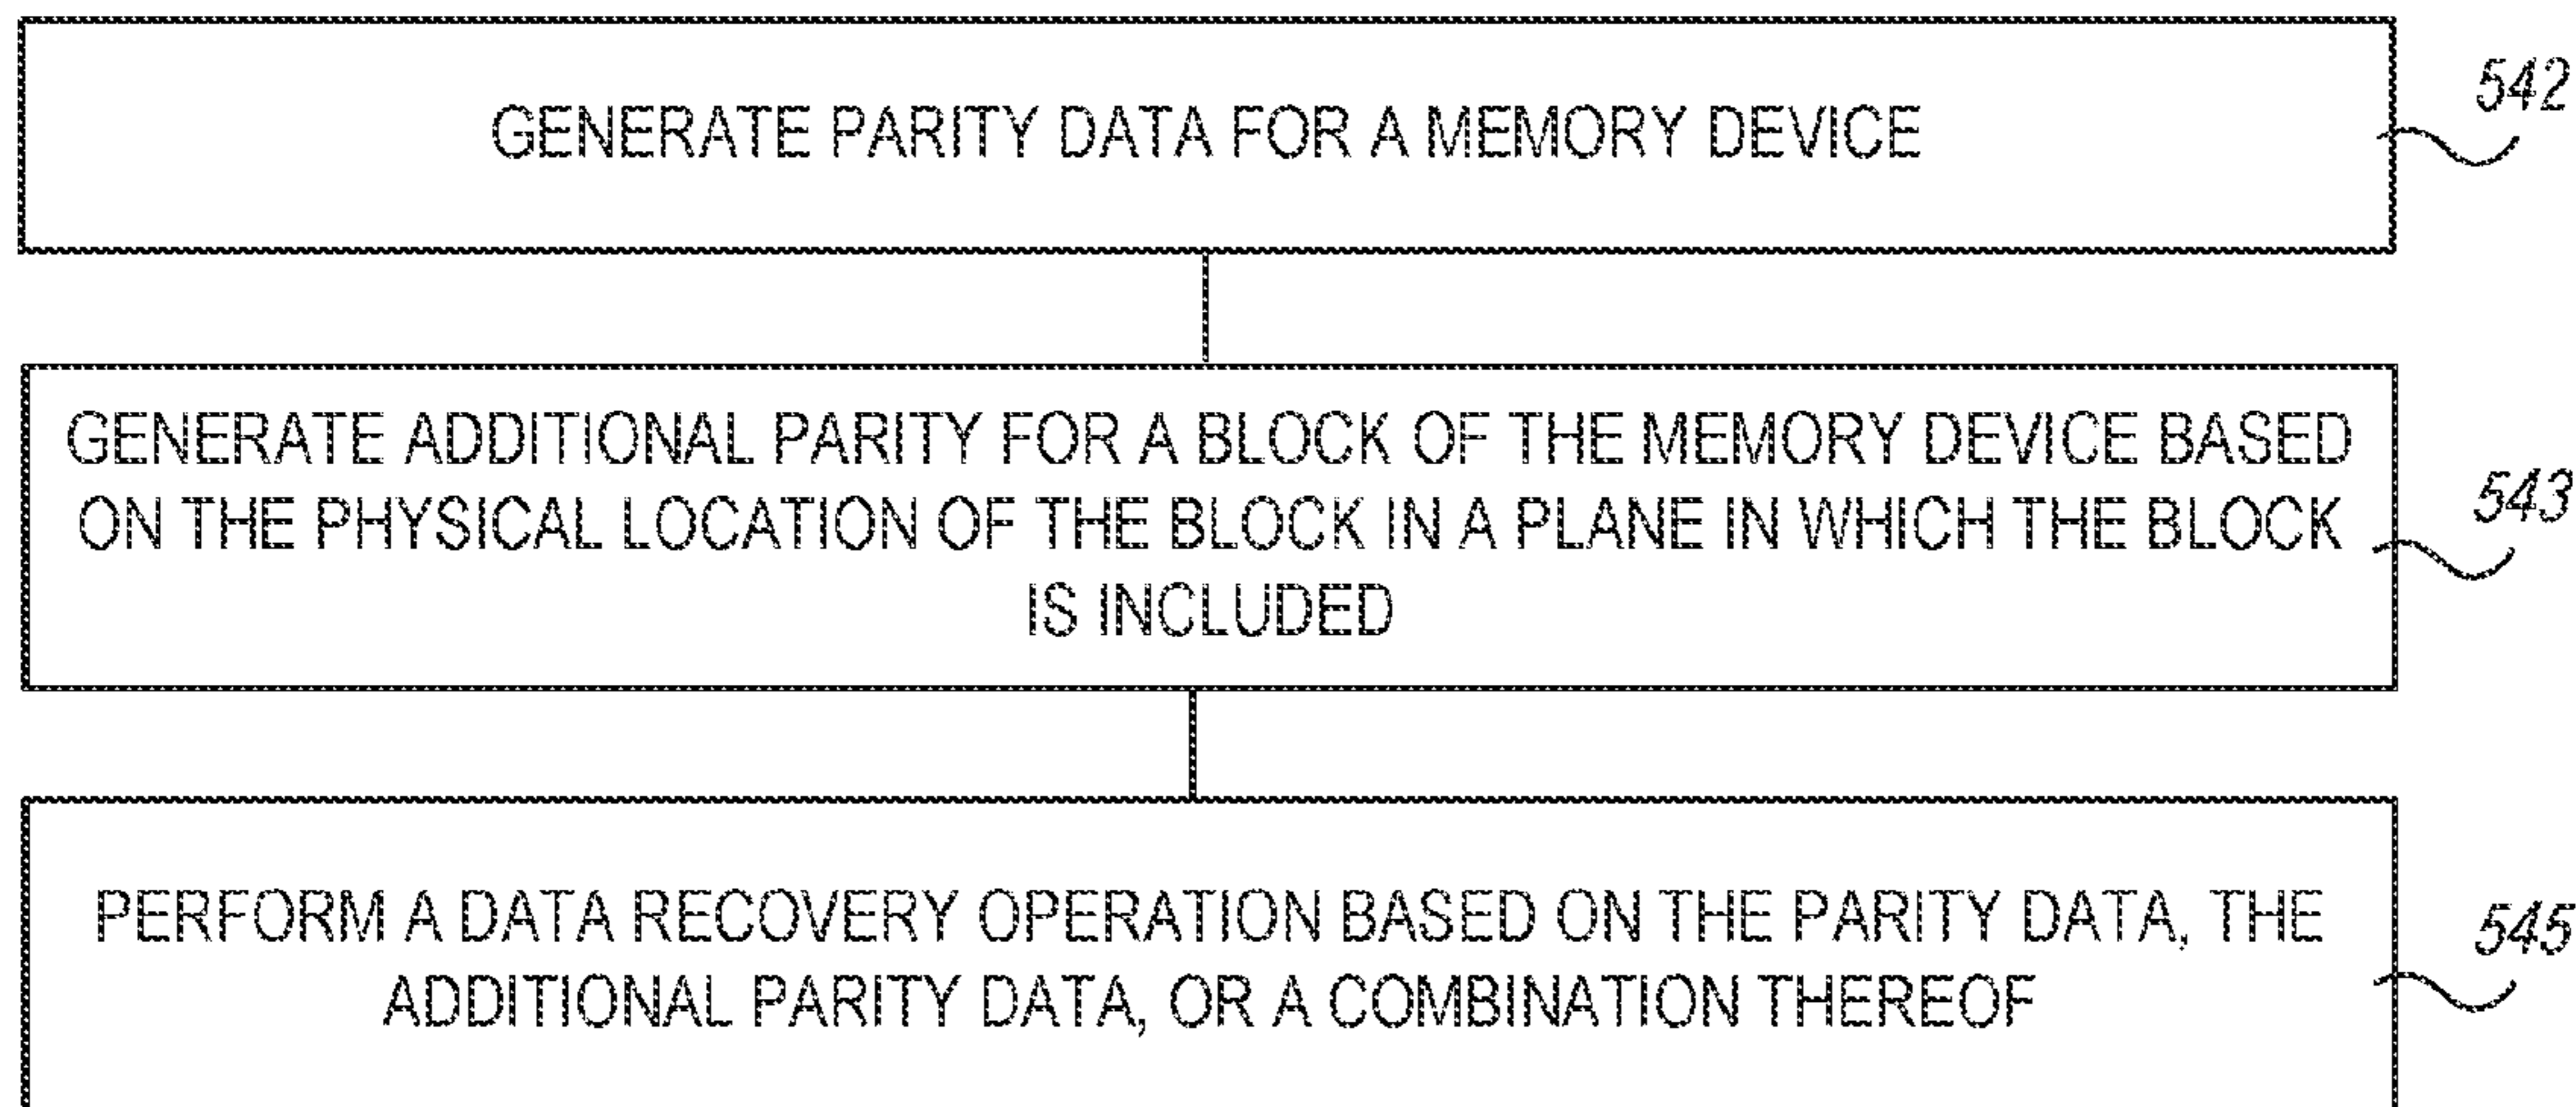 GENERATE PARITY DATA FOR A MEMORY DEVICE
542
GENERATE ADDITIONAL PARITY FOR A BLOCK OF THE MEMORY DEVICE BASED
ON THE PHYSICAL LOCATION OF THE BLOCK IN A PLANE IN WHICH THE BLOCK
IS INCLUDED
543
PERFORM A DATA RECOVERY OPERATION BASED ON THE PARITY DATA, THE
ADDITIONAL PARITY DATA, OR A COMBINATION THEREOF
545